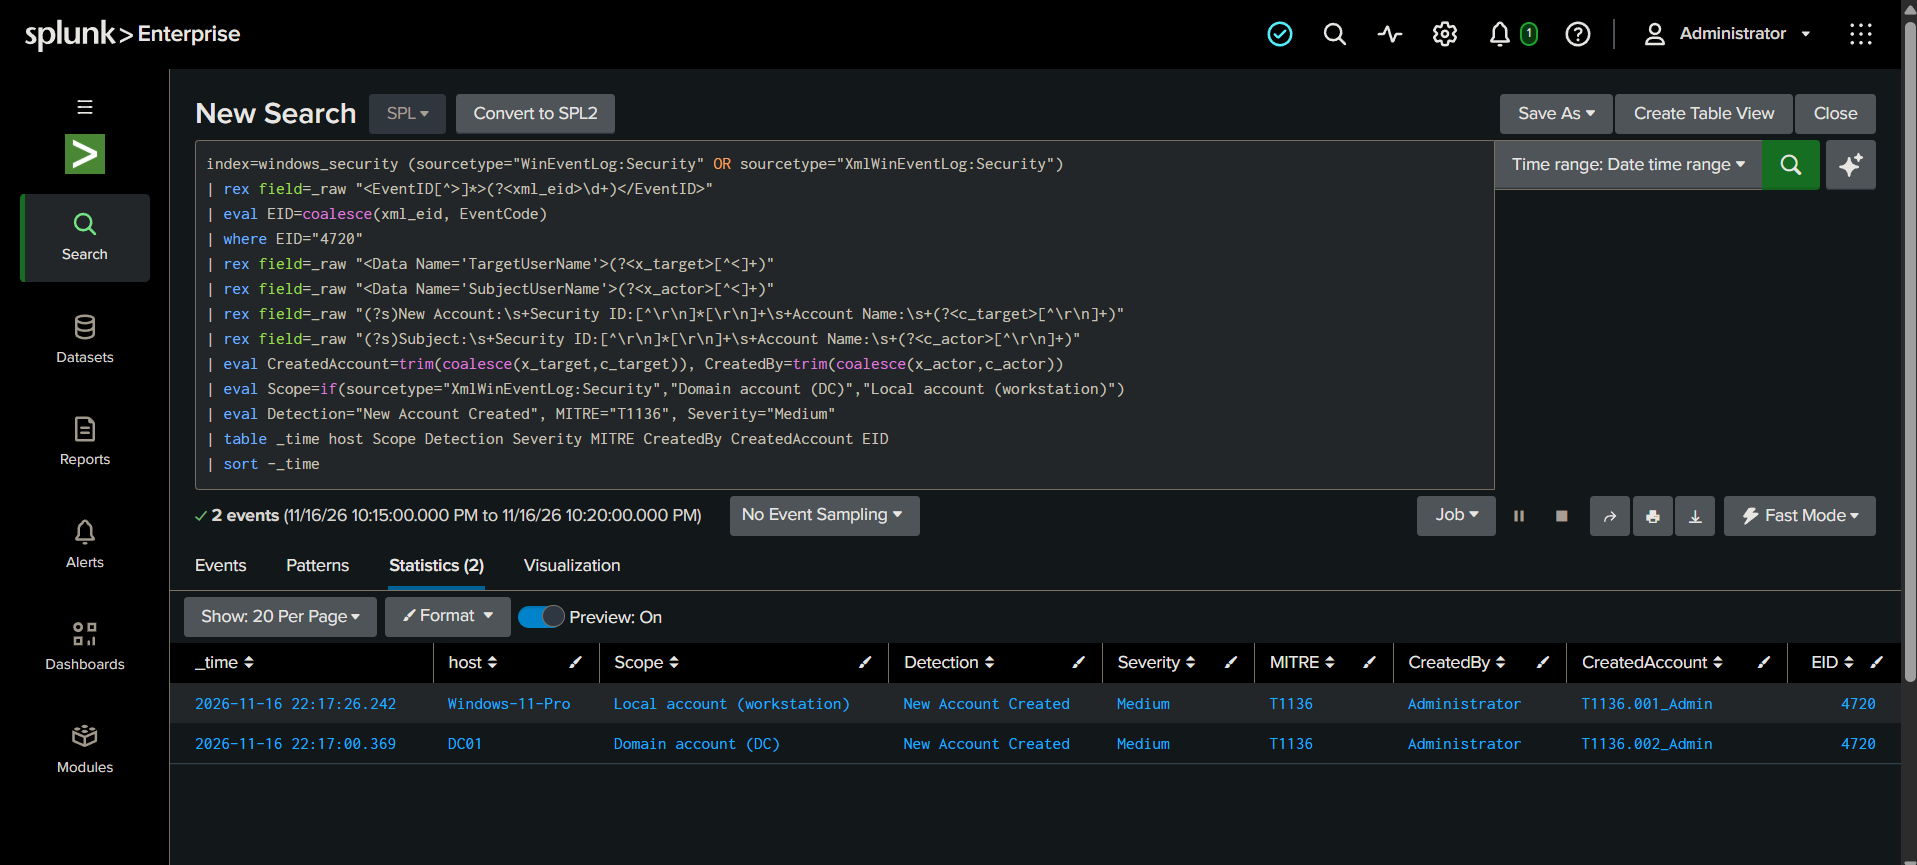 splunk> Enterprise
1
Administrator
New Search
SPL
Convert to SPL2
Save As
Create Table View
Close
index=windows_security (sourcetype="WinEventLog:Security" OR sourcetype="XmlWinEventLog:Security")
| rex field=_raw "<EventID[^>]*>(?<xml_eid>\d+)</EventID>"
| eval EID=coalesce(xml_eid, EventCode)
| where EID="4720"
| rex field=_raw "<Data Name='TargetUserName'>(?<x_target>[^<]+)"
| rex field=_raw "<Data Name='SubjectUserName'>(?<x_actor>[^<]+)"
| rex field=_raw "(?s)New Account:\s+Security ID:[^\r\n]*[\r\n]+\s+Account Name:\s+(?<c_target>[^\r\n]+)"
| rex field=_raw "(?s)Subject:\s+Security ID:[^\r\n]*[\r\n]+\s+Account Name:\s+(?<c_actor>[^\r\n]+)"
| eval CreatedAccount=trim(coalesce(x_target,c_target)), CreatedBy=trim(coalesce(x_actor,c_actor))
| eval Scope=if(sourcetype="XmlWinEventLog:Security","Domain account (DC)","Local account (workstation)")
| eval Detection="New Account Created", MITRE="T1136", Severity="Medium"
| table _time host Scope Detection Severity MITRE CreatedBy CreatedAccount EID
| sort -_time
Time range: Date time range
Search
Datasets
Reports
Alerts
Dashboards
Modules
2 events (11/16/26 10:15:00.000 PM to 11/16/26 10:20:00.000 PM)
No Event Sampling
Job
Fast Mode
Events
Patterns
Statistics (2)
Visualization
Show: 20 Per Page
Format
Preview: On
_time host Scope Detection Severity MITRE CreatedBy CreatedAccount EID
2026-11-16 22:17:26.242 Windows-11-Pro Local account (workstation) New Account Created Medium T1136 Administrator T1136.001_Admin 4720
2026-11-16 22:17:00.369 DC01 Domain account (DC) New Account Created Medium T1136 Administrator T1136.002_Admin 4720